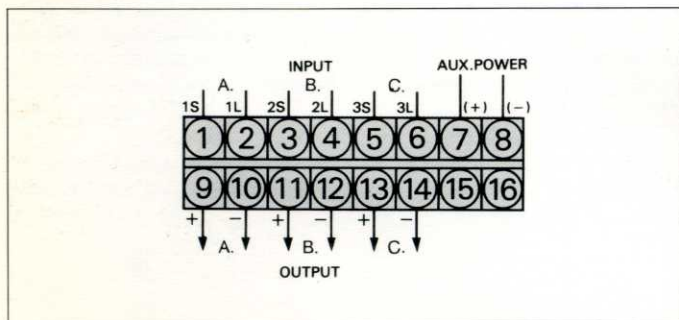 INPUT AUX.POWER
A. B. C.
1S 1L 2S 2L 3S 3L (+) (−)
1 2 3 4 5 6 7 8
9 10 11 12 13 14 15 16
+ − + − + −
A. B. C.
OUTPUT